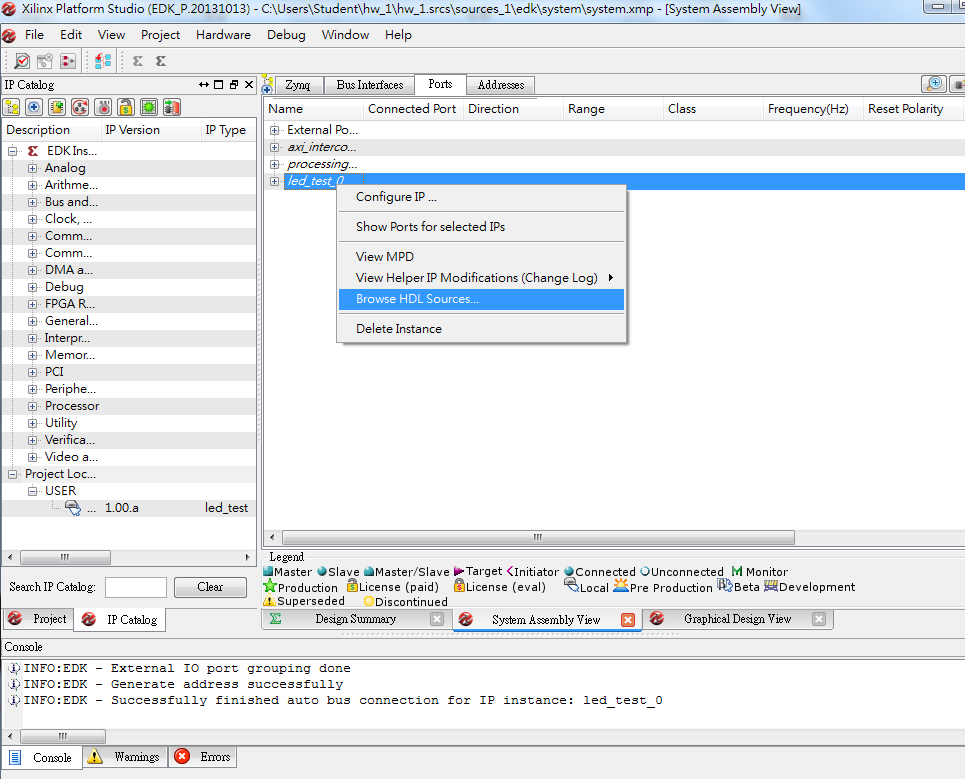 Xilinx Platform Studio (EDK_P.20131013) - C:\Users\Student\hw_1\hw_1.srcs\sources_1\edk\system\system.xmp - [System Assembly View]
File Edit View Project Hardware Debug Window Help
IP Catalog
Description IP Version IP Type
EDK Ins...
Analog
Arithme...
Bus and...
Clock, ...
Comm...
Comm...
DMA a...
Debug
FPGA R...
General...
Interpr...
Memor...
PCI
Periphe...
Processor
Utility
Verifica...
Video a...
Project Loc...
USER
... 1.00.a led_test
Search IP Catalog: Clear
Project IP Catalog
Zynq Bus Interfaces Ports Addresses
Name Connected Port Direction Range Class Frequency(Hz) Reset Polarity
External Po...
axi_interco...
processing...
led_test_0
Configure IP ...
Show Ports for selected IPs
View MPD
View Helper IP Modifications (Change Log)
Browse HDL Sources...
Delete Instance
Legend
Master Slave Master/Slave Target Initiator Connected Unconnected M Monitor
Production License (paid) License (eval) Local Pre Production Beta Development
Superseded Discontinued
Design Summary System Assembly View Graphical Design View
Console
INFO:EDK - External IO port grouping done
INFO:EDK - Generate address successfully
INFO:EDK - Successfully finished auto bus connection for IP instance: led_test_0
Console Warnings Errors